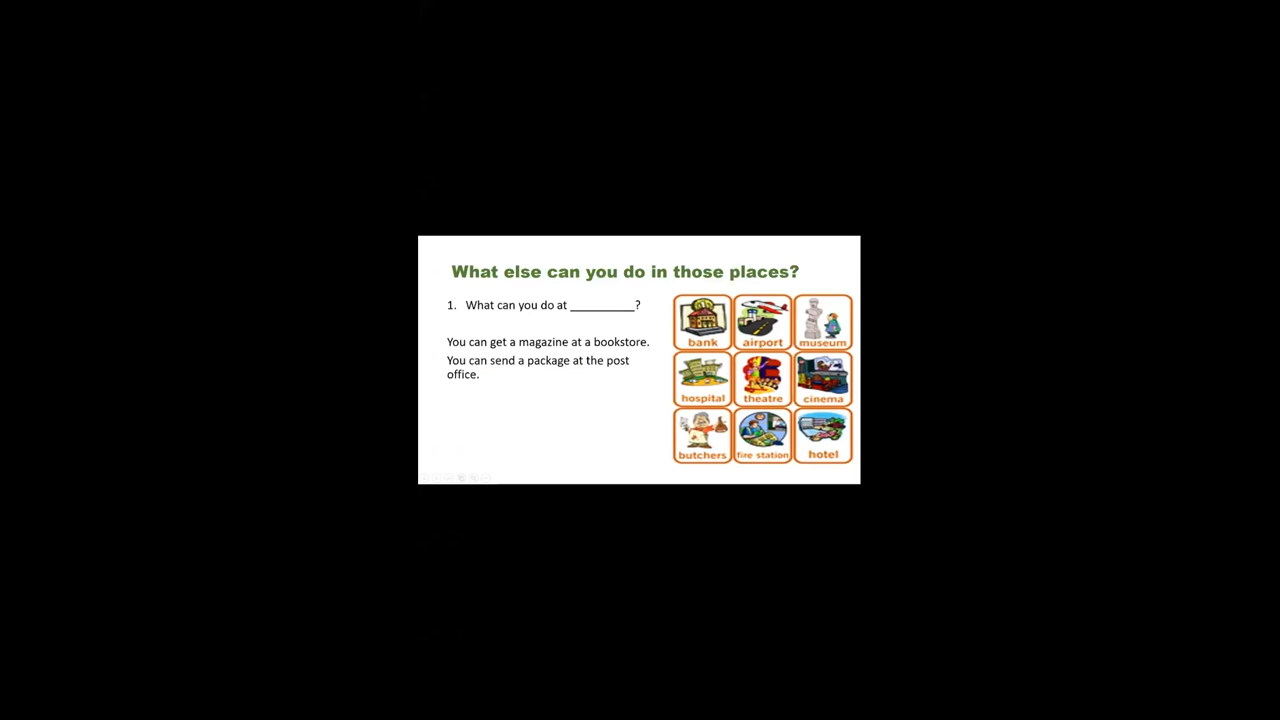 What else can you do in those places?
1. What can you do at __________?
You can get a magazine at a bookstore.
You can send a package at the post
office.
bank airport museum
hospital theatre cinema
butchers fire station hotel